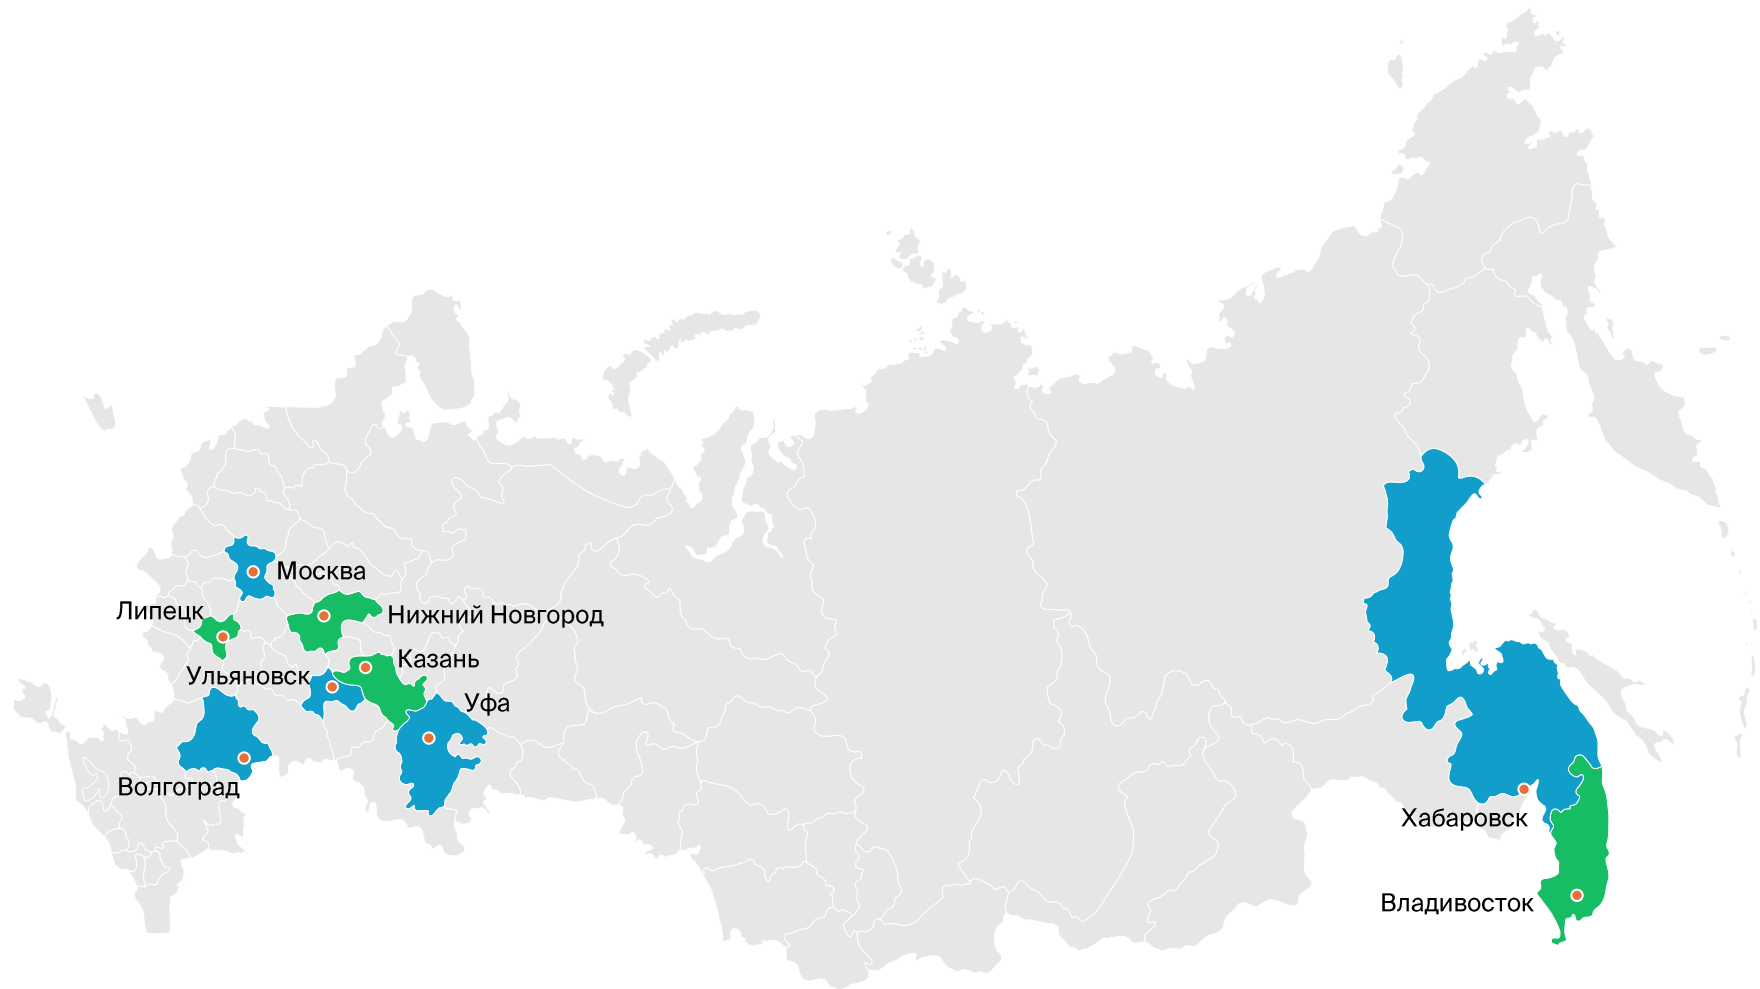 Москва
Липецк
Нижний Новгород
Казань
Ульяновск
Уфа
Волгоград
Хабаровск
Владивосток